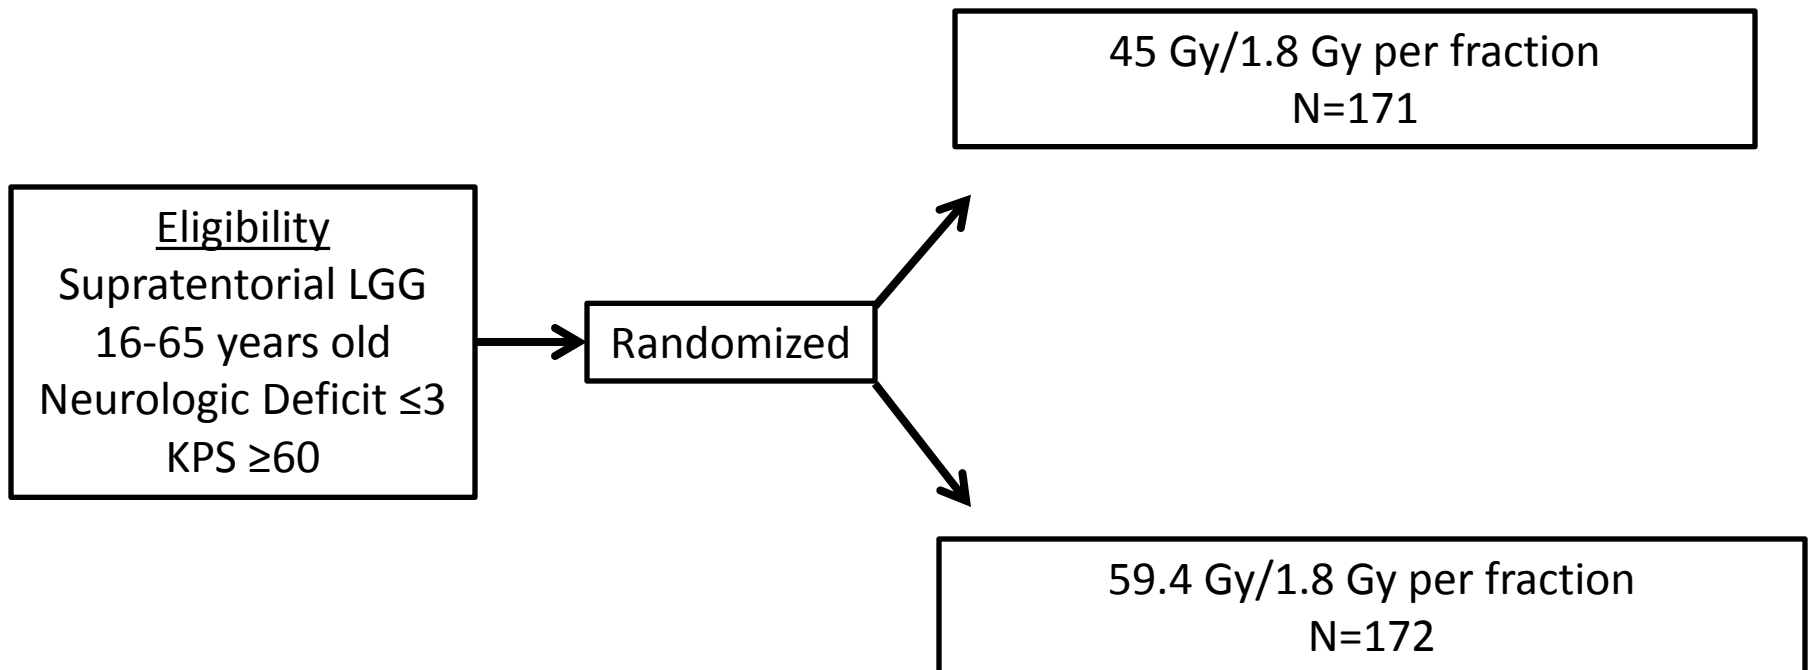 Eligibility
Supratentorial LGG
16-65 years old
Neurologic Deficit ≤3
KPS ≥60
Randomized
45 Gy/1.8 Gy per fraction
N=171
59.4 Gy/1.8 Gy per fraction
N=172